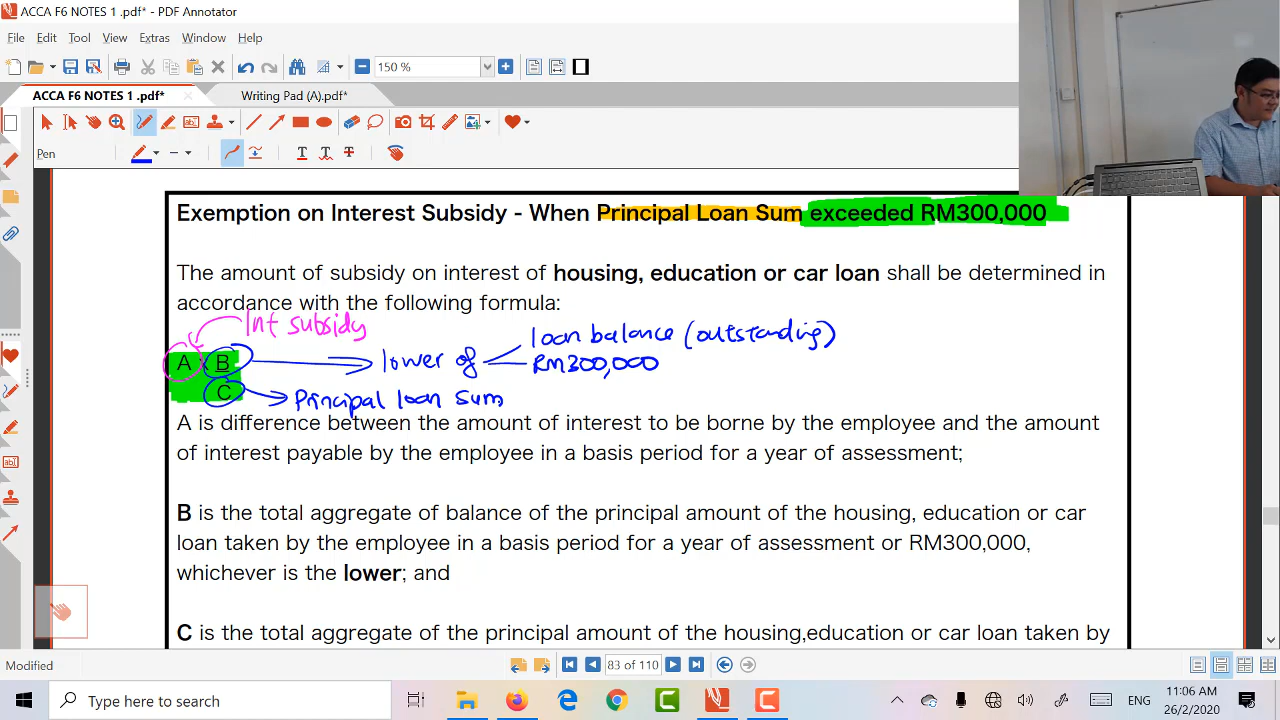 ACCA F6 NOTES 1 .pdf* - PDF Annotator
File Edit Tool View Extras Window Help
150 %
ACCA F6 NOTES 1 .pdf* Writing Pad (A).pdf*
Pen
Exemption on Interest Subsidy - When Principal Loan Sum exceeded RM300,000
The amount of subsidy on interest of housing, education or car loan shall be determined in
accordance with the following formula:
Int subsidy
loan balance (outstanding)
A x B lower of RM300,000
C Principal loan sum
A is difference between the amount of interest to be borne by the employee and the amount
of interest payable by the employee in a basis period for a year of assessment;
B is the total aggregate of balance of the principal amount of the housing, education or car
loan taken by the employee in a basis period for a year of assessment or RM300,000,
whichever is the lower; and
C is the total aggregate of the principal amount of the housing,education or car loan taken by
Modified 83 of 110
Type here to search ENG 11:06 AM
26/2/2020